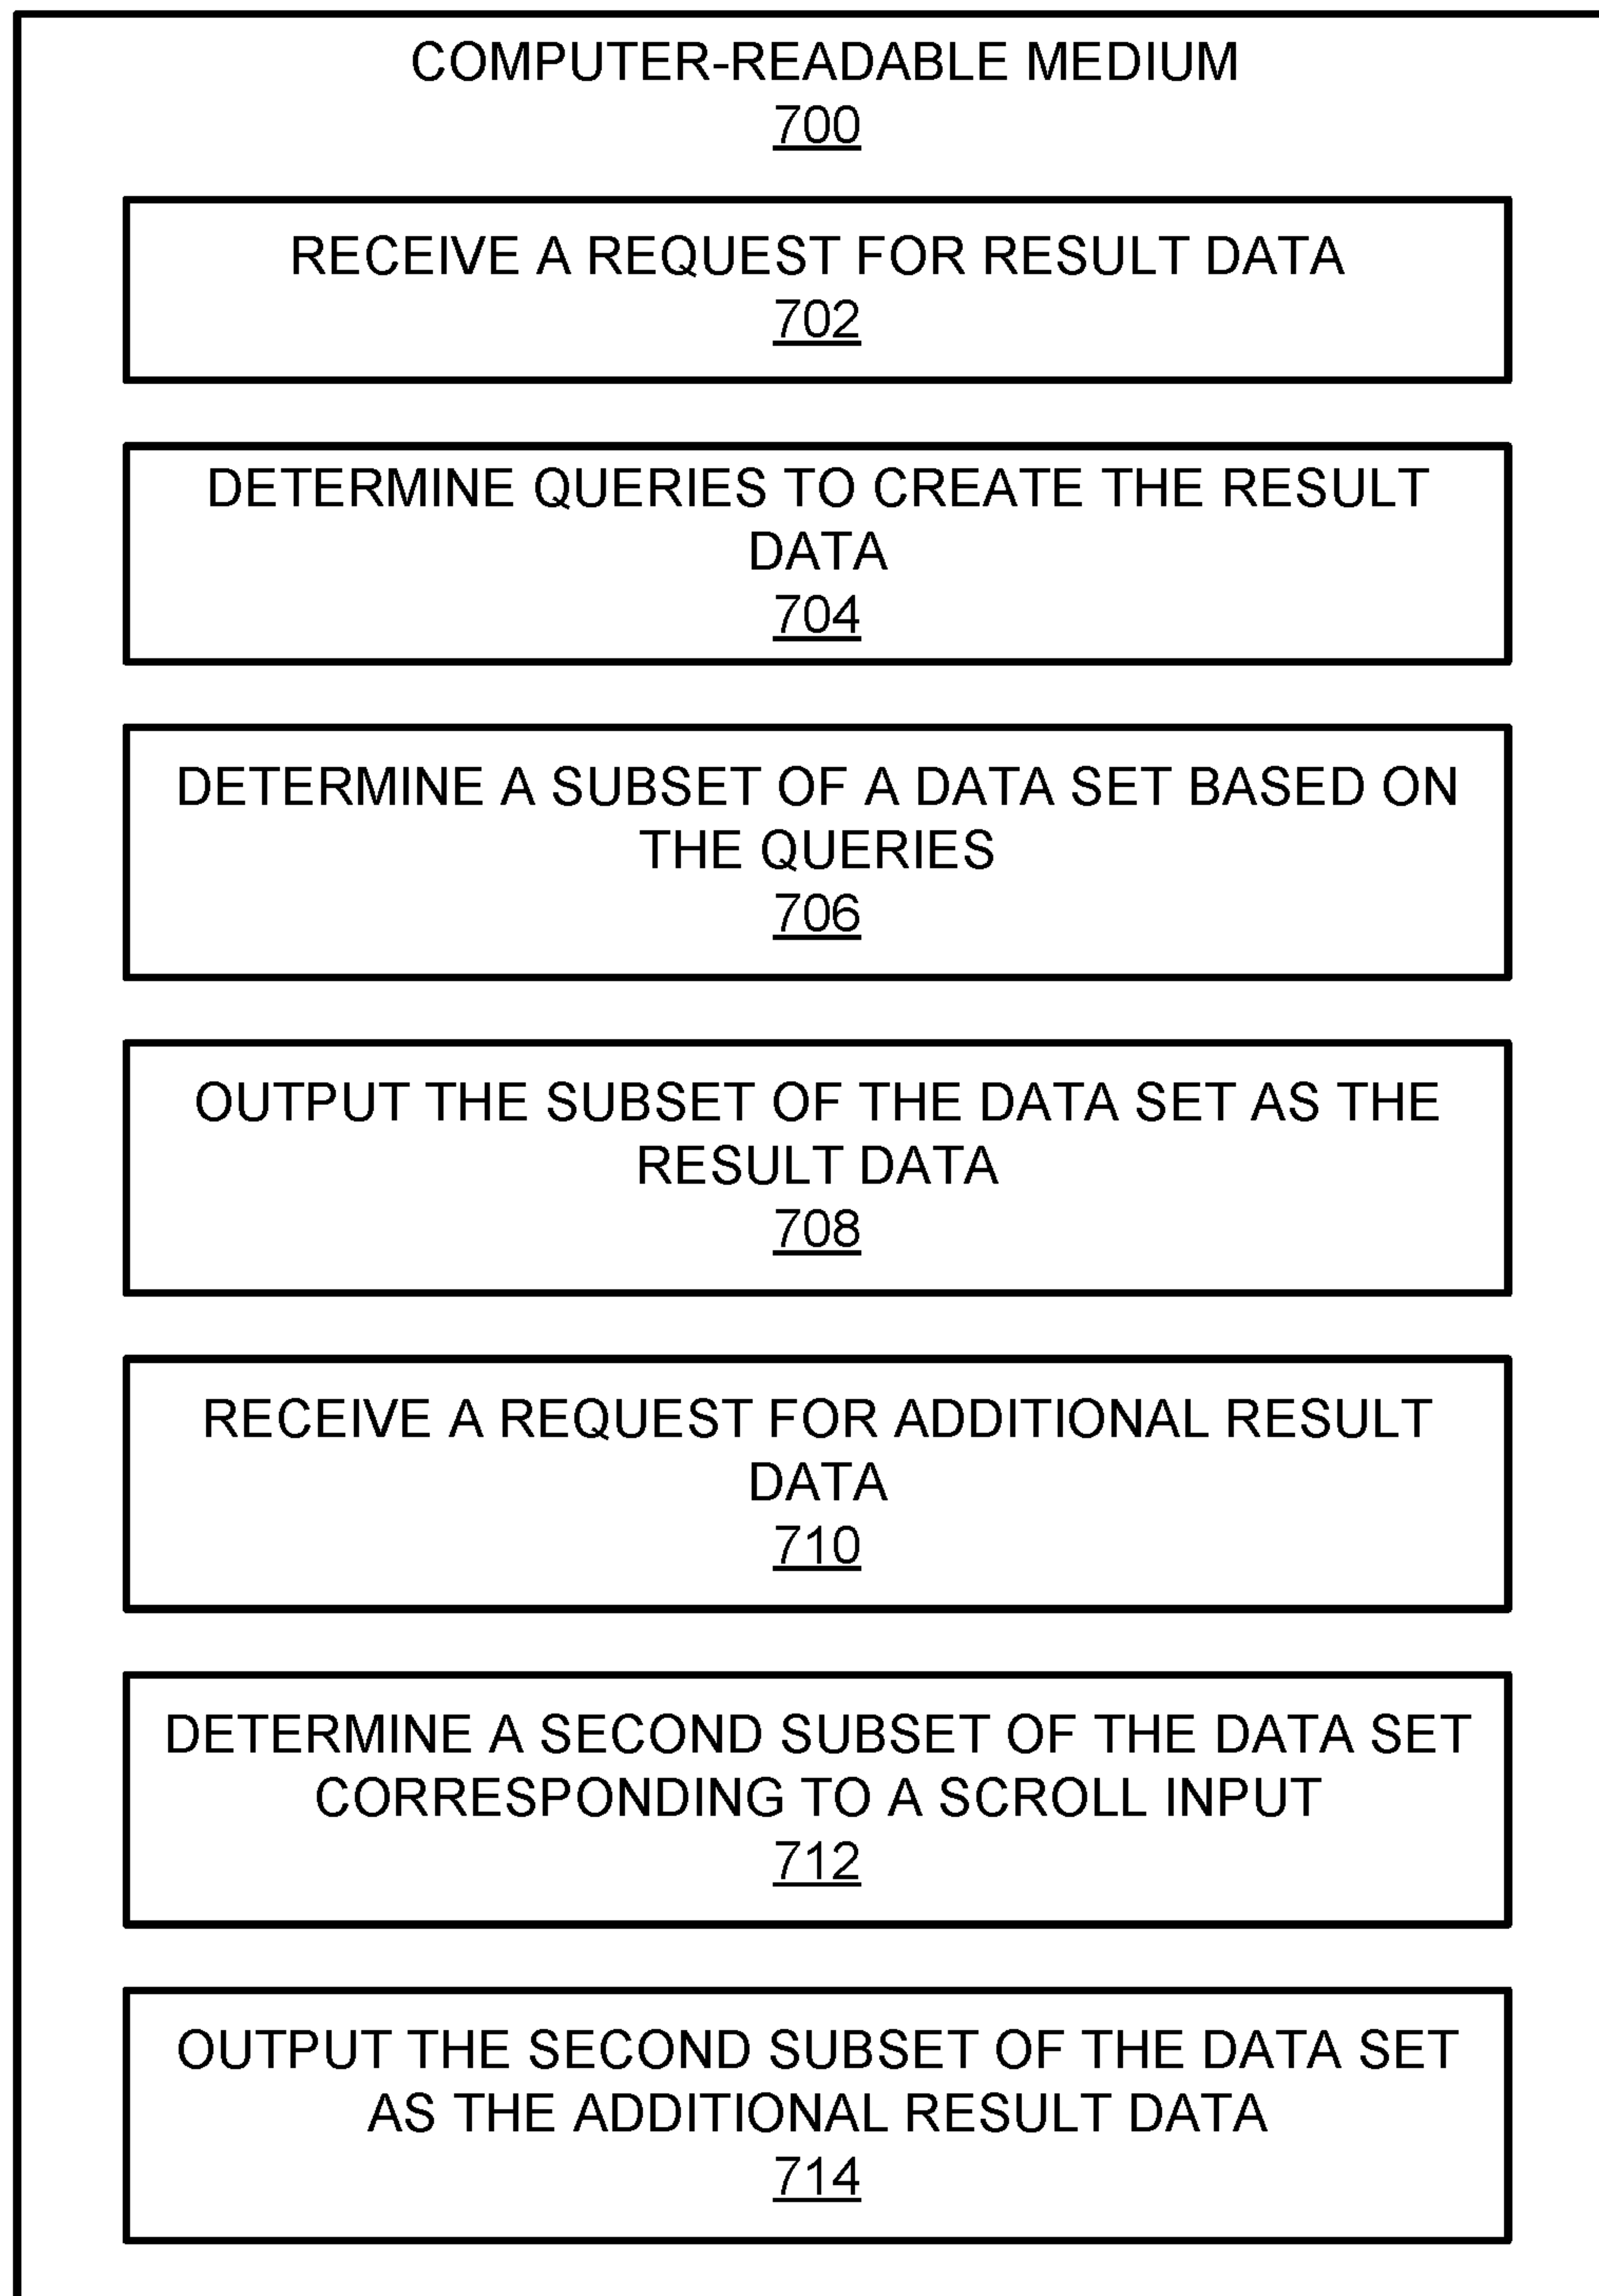 COMPUTER-READABLE MEDIUM
700
RECEIVE A REQUEST FOR RESULT DATA
702
DETERMINE QUERIES TO CREATE THE RESULT
DATA
704
DETERMINE A SUBSET OF A DATA SET BASED ON
THE QUERIES
706
OUTPUT THE SUBSET OF THE DATA SET AS THE
RESULT DATA
708
RECEIVE A REQUEST FOR ADDITIONAL RESULT
DATA
710
DETERMINE A SECOND SUBSET OF THE DATA SET
CORRESPONDING TO A SCROLL INPUT
712
OUTPUT THE SECOND SUBSET OF THE DATA SET
AS THE ADDITIONAL RESULT DATA
714